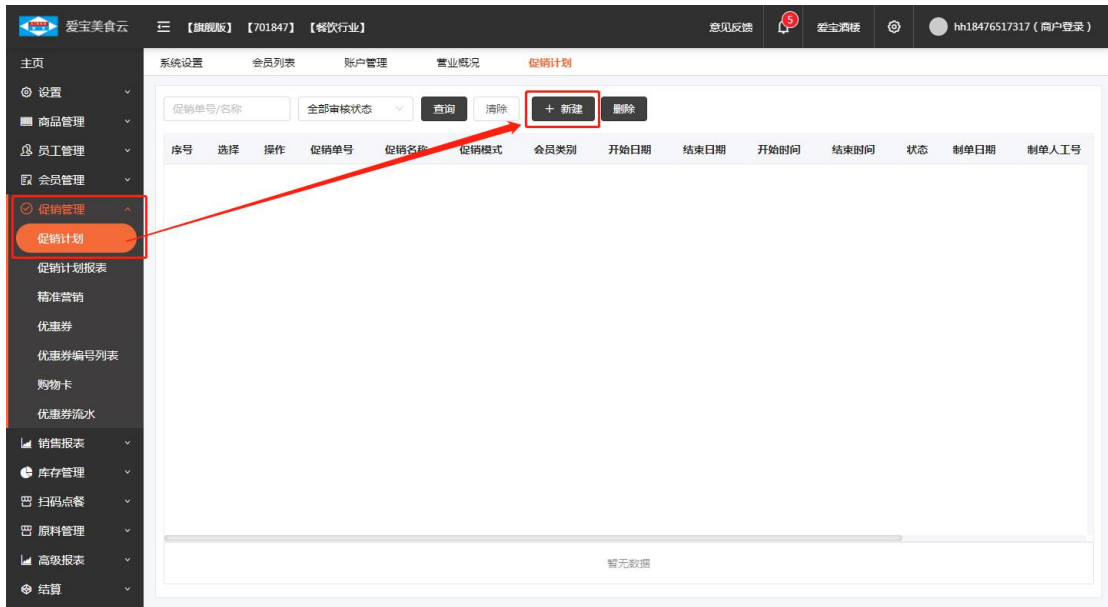 爱宝美食云 【旗舰版】 【701847】 【餐饮行业】 意见反馈 5 爱宝酒楼 hh18476517317（商户登录）
主页 系统设置 会员列表 账户管理 营业概况 促销计划
设置
促销单号/名称 全部审核状态 查询 清除 + 新建 删除
商品管理
员工管理
序号 选择 操作 促销单号 促销名称 促销模式 会员类别 开始日期 结束日期 开始时间 结束时间 状态 制单日期 制单人工号
会员管理
促销管理
促销计划
促销计划报表
精准营销
优惠券
优惠券编号列表
购物卡
优惠券流水
销售报表
库存管理
扫码点餐
原料管理
高级报表
暂无数据
结算